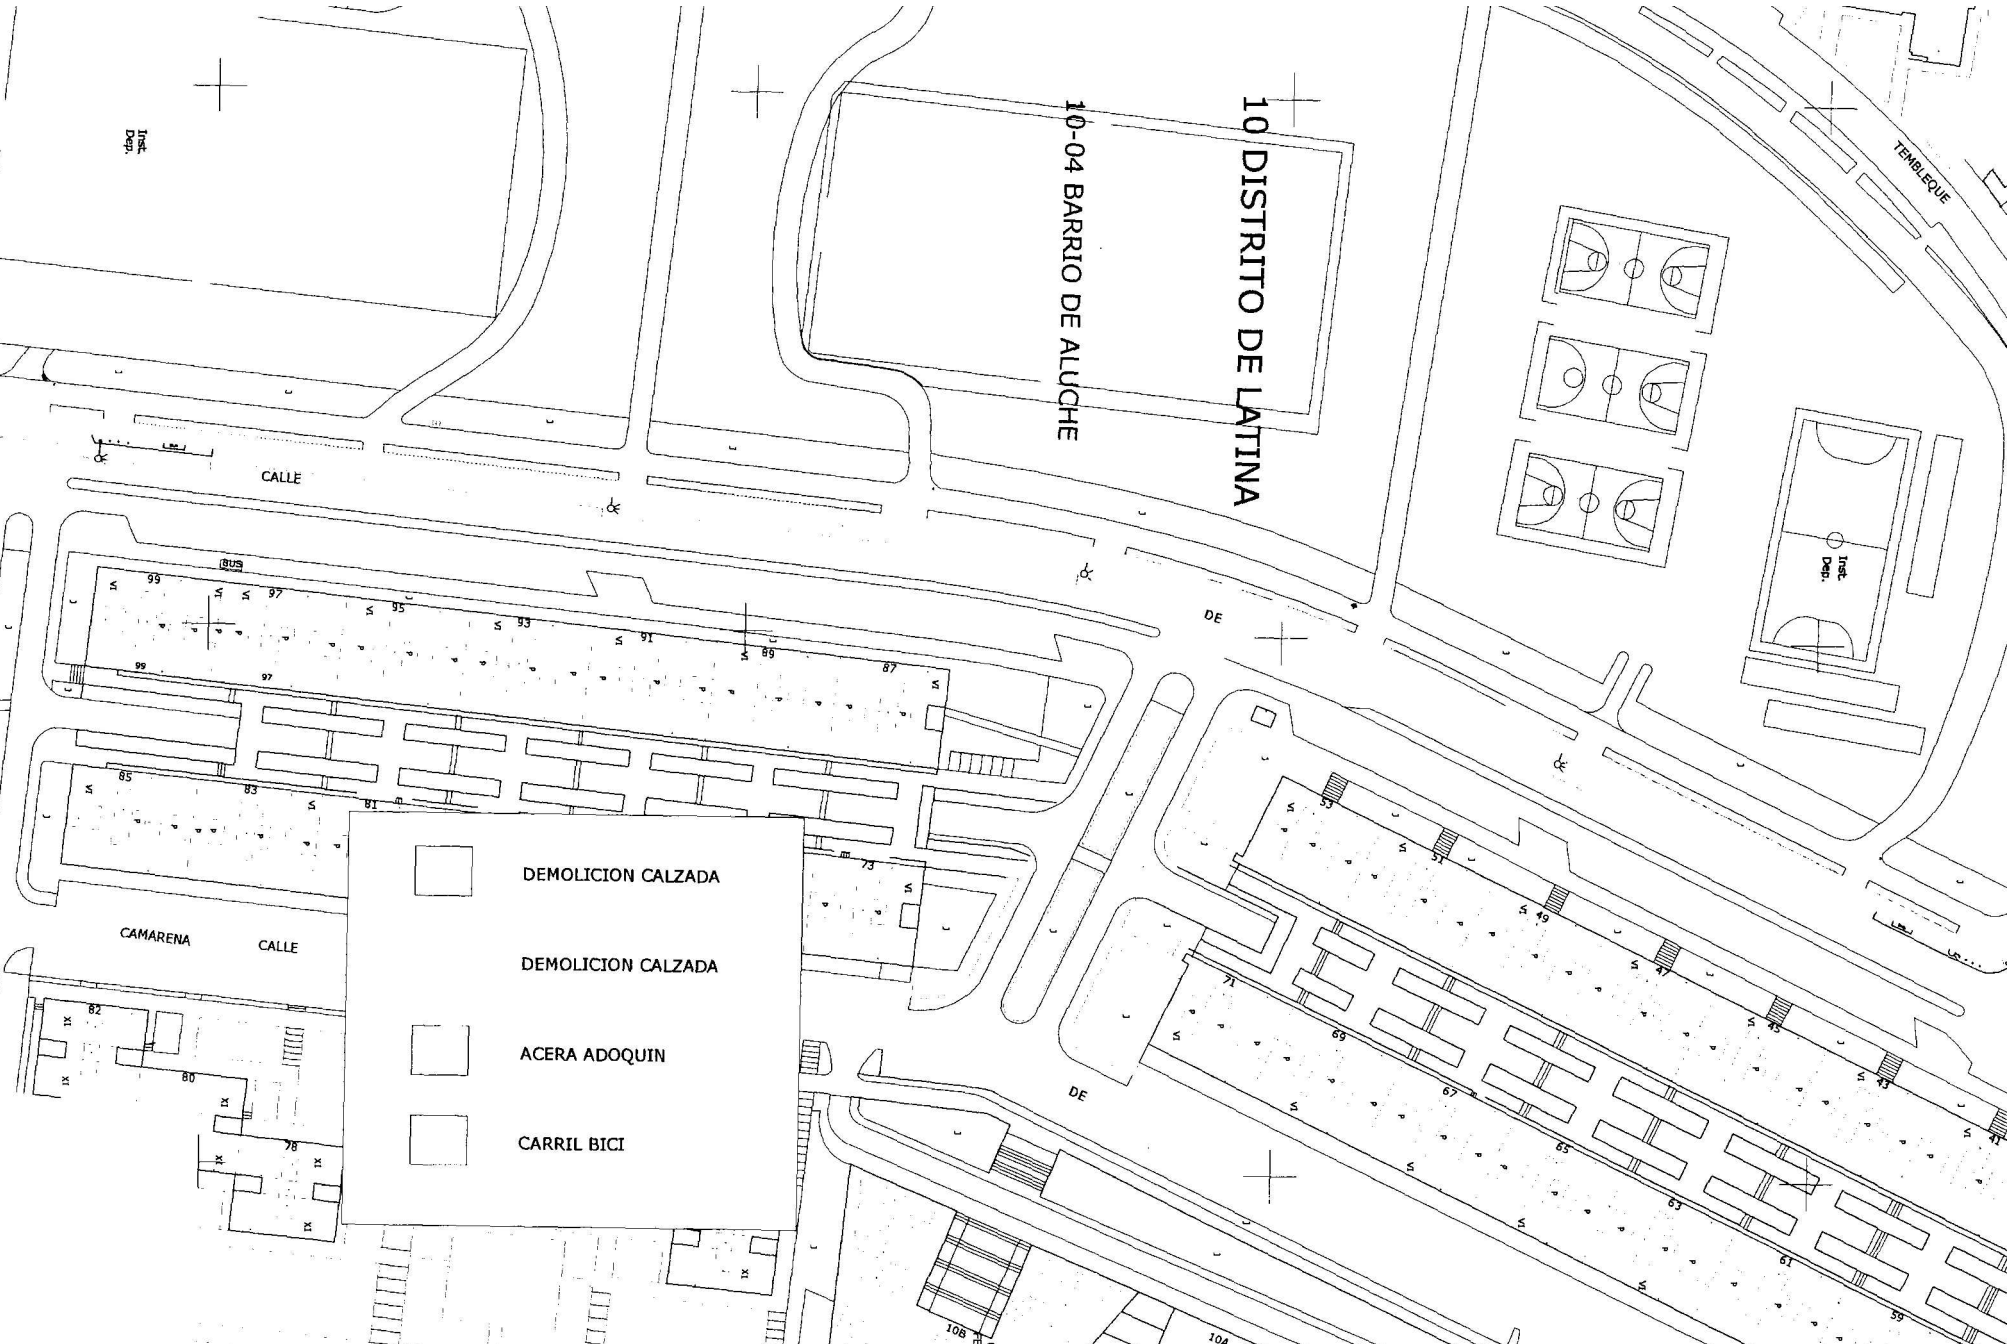 Inst.
Dep.
10-04 BARRIO DE ALUCHE
10 DISTRITO DE LATINA
TEMBLEQUE
Inst.
Dep.
CALLE
DE
BUS
99
97
95
93
91
89
87
99
97
85
83
81
73
CAMARENA
CALLE
82
80
78
DEMOLICION CALZADA
DEMOLICION CALZADA
ACERA ADOQUIN
CARRIL BICI
DE
53
51
49
47
45
43
41
71
69
67
65
63
61
59
10B
10A